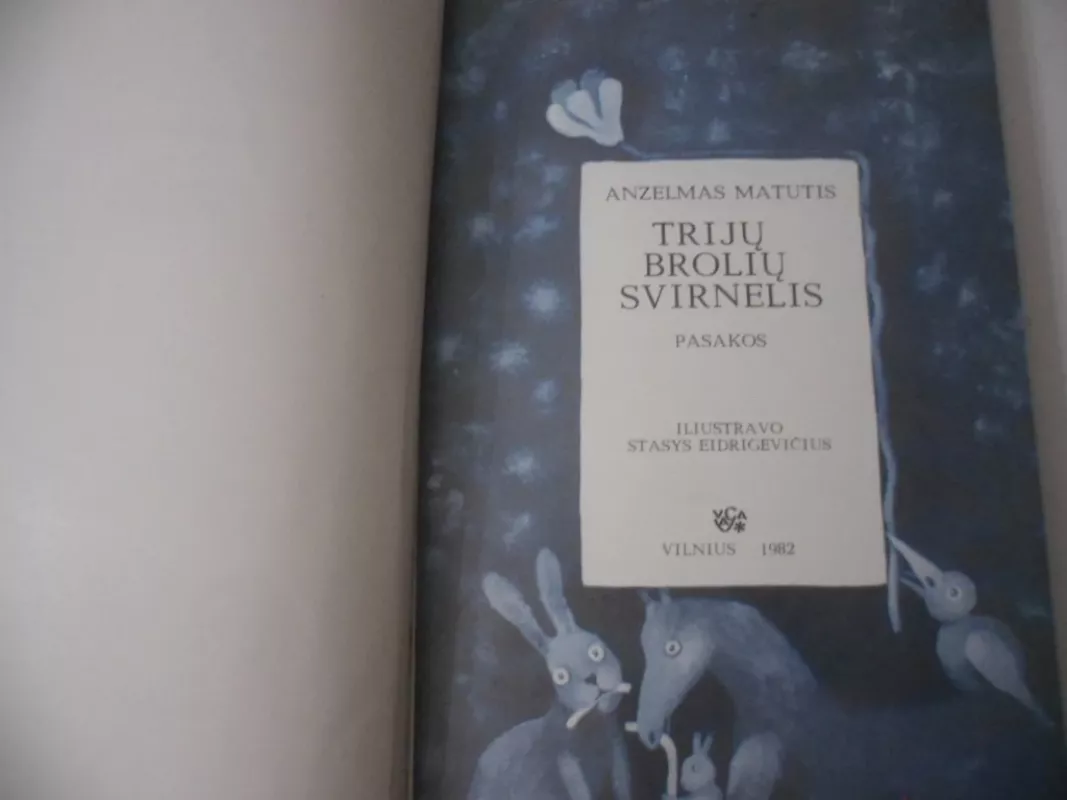 ANZELMAS MATUTIS
TRIJŲ
BROLIŲ
SVIRNELIS
PASAKOS
ILIUSTRAVO
STASYS EIDRIGEVIČIUS
VILNIUS 1982